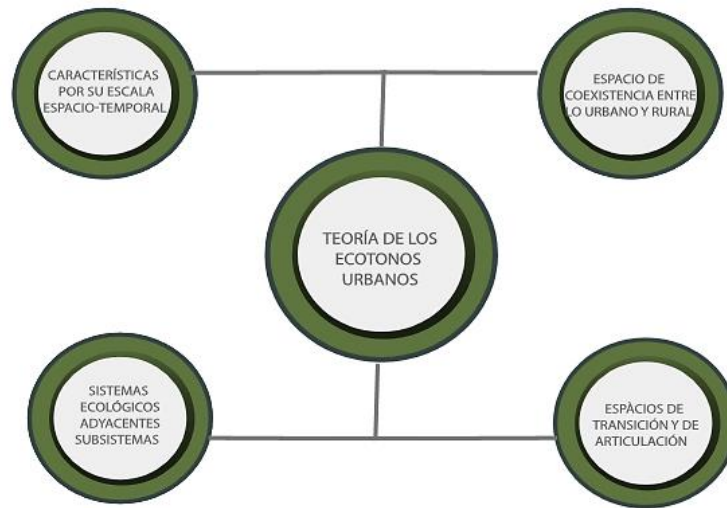 CARACTERÍSTICAS
POR SU ESCALA
ESPACIO-TEMPORAL
ESPACIO DE
COEXISTENCIA ENTRE
LO URBANO Y RURAL
TEORÍA DE LOS
ECOTONOS
URBANOS
SISTEMAS
ECOLÓGICOS
ADYACENTES
SUBSISTEMAS
ESPÀCIOS DE
TRANSICIÓN Y DE
ARTICULACIÓN